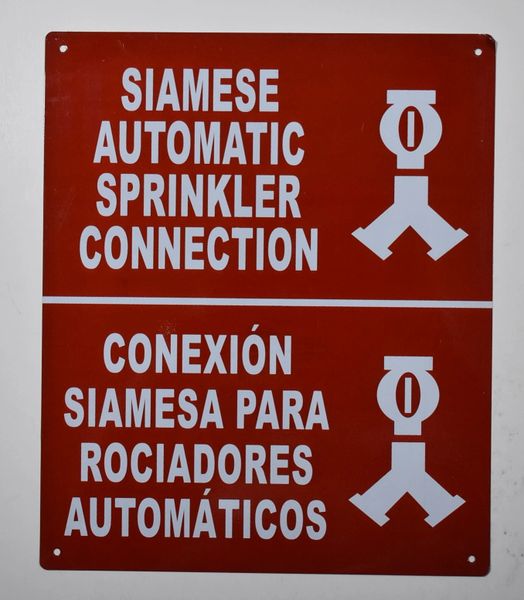 SIAMESE
AUTOMATIC
SPRINKLER
CONNECTION
CONEXIÓN
SIAMESA PARA
ROCIADORES
AUTOMÁTICOS